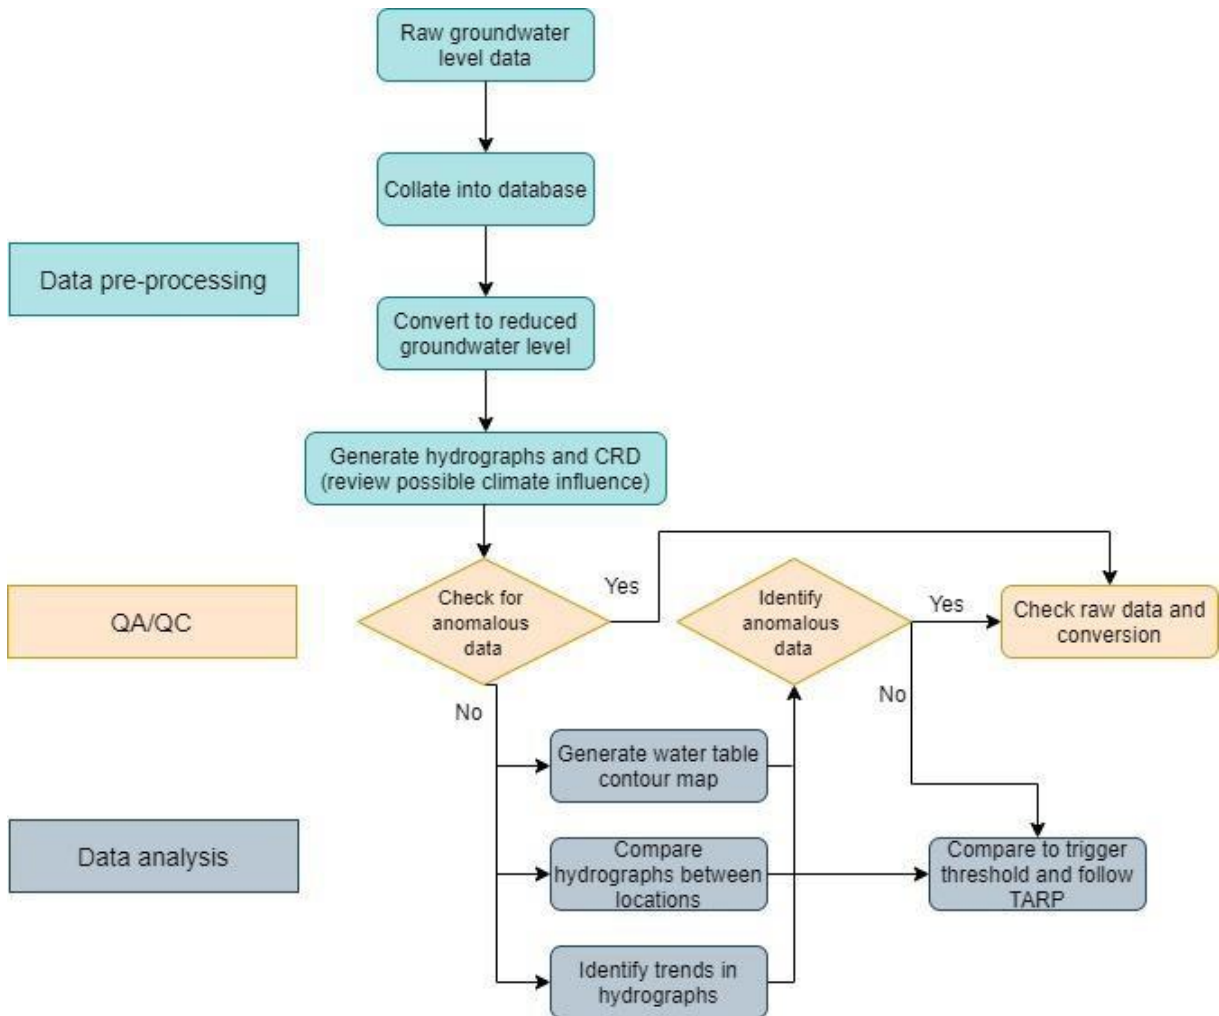 Raw groundwater
level data
Collate into database
Data pre-processing
Convert to reduced
groundwater level
Generate hydrographs and CRD
(review possible climate influence)
QA/QC
Check for
anomalous
data
Yes
No
Identify
anomalous
data
Yes
No
Check raw data and
conversion
Data analysis
Generate water table
contour map
Compare
hydrographs between
locations
Identify trends in
hydrographs
Compare to trigger
threshold and follow
TARP